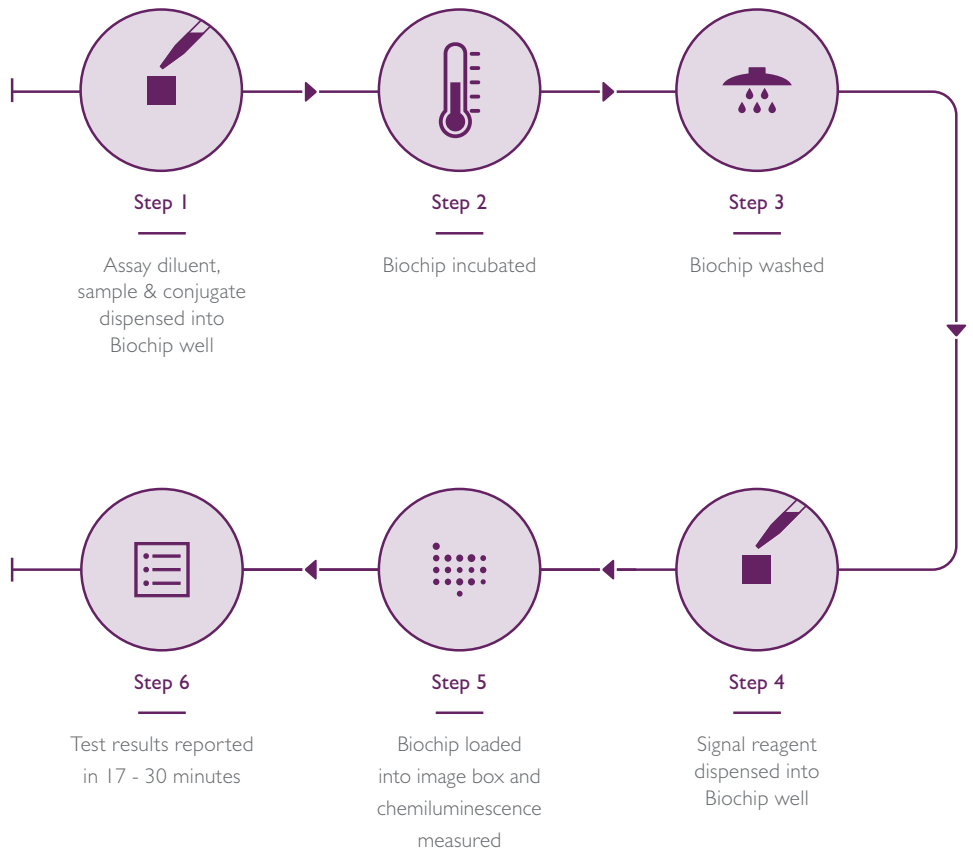 Step 1
Assay diluent,
sample & conjugate
dispensed into
Biochip well
Step 2
Biochip incubated
Step 3
Biochip washed
Step 4
Signal reagent
dispensed into
Biochip well
Step 5
Biochip loaded
into image box and
chemiluminescence
measured
Step 6
Test results reported
in 17 - 30 minutes